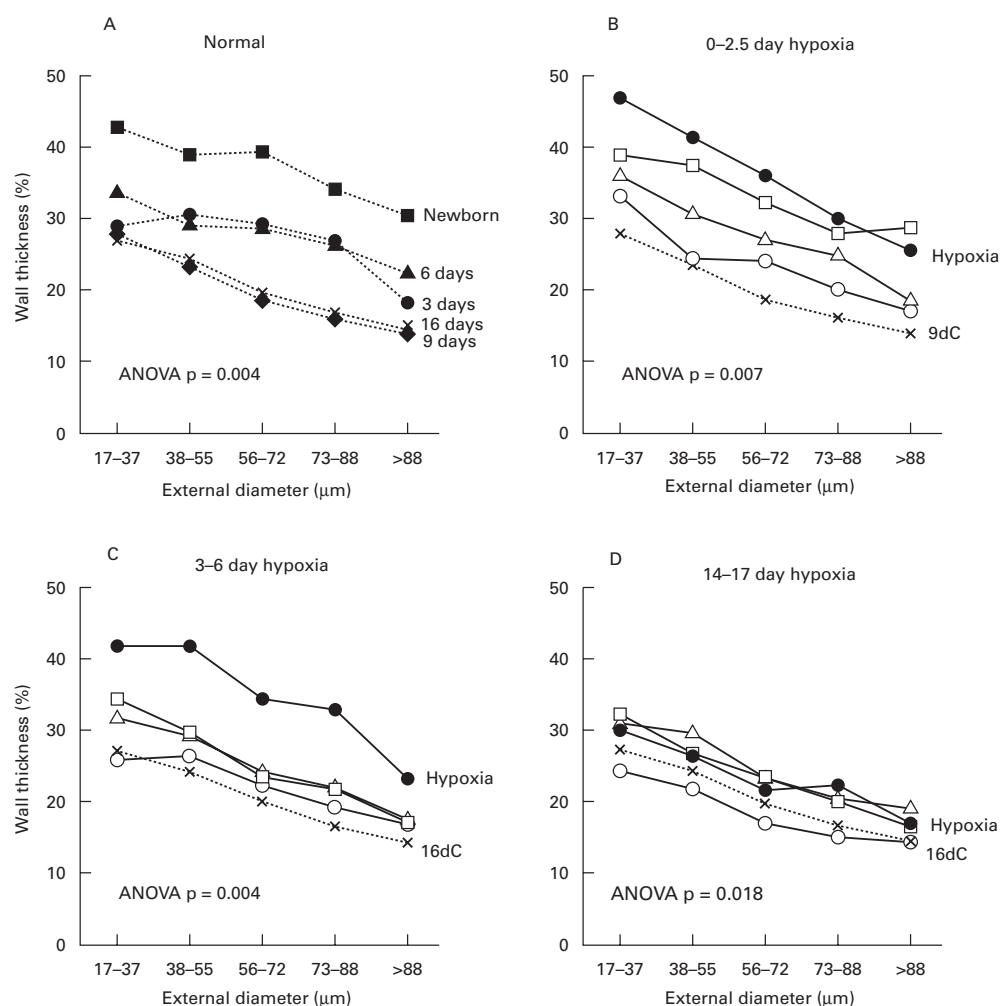 A
Normal
50
40
30
20
10
0
Wall thickness (%)
Newborn
6 days
3 days
16 days
9 days
ANOVA p = 0.004
17–37 38–55 56–72 73–88 >88
External diameter (μm)
B
0–2.5 day hypoxia
50
40
30
20
10
0
Hypoxia
9dC
ANOVA p = 0.007
17–37 38–55 56–72 73–88 >88
External diameter (μm)
C
3–6 day hypoxia
50
40
30
20
10
0
Wall thickness (%)
Hypoxia
16dC
ANOVA p = 0.004
17–37 38–55 56–72 73–88 >88
External diameter (μm)
D
14–17 day hypoxia
50
40
30
20
10
0
Hypoxia
16dC
ANOVA p = 0.018
17–37 38–55 56–72 73–88 >88
External diameter (μm)